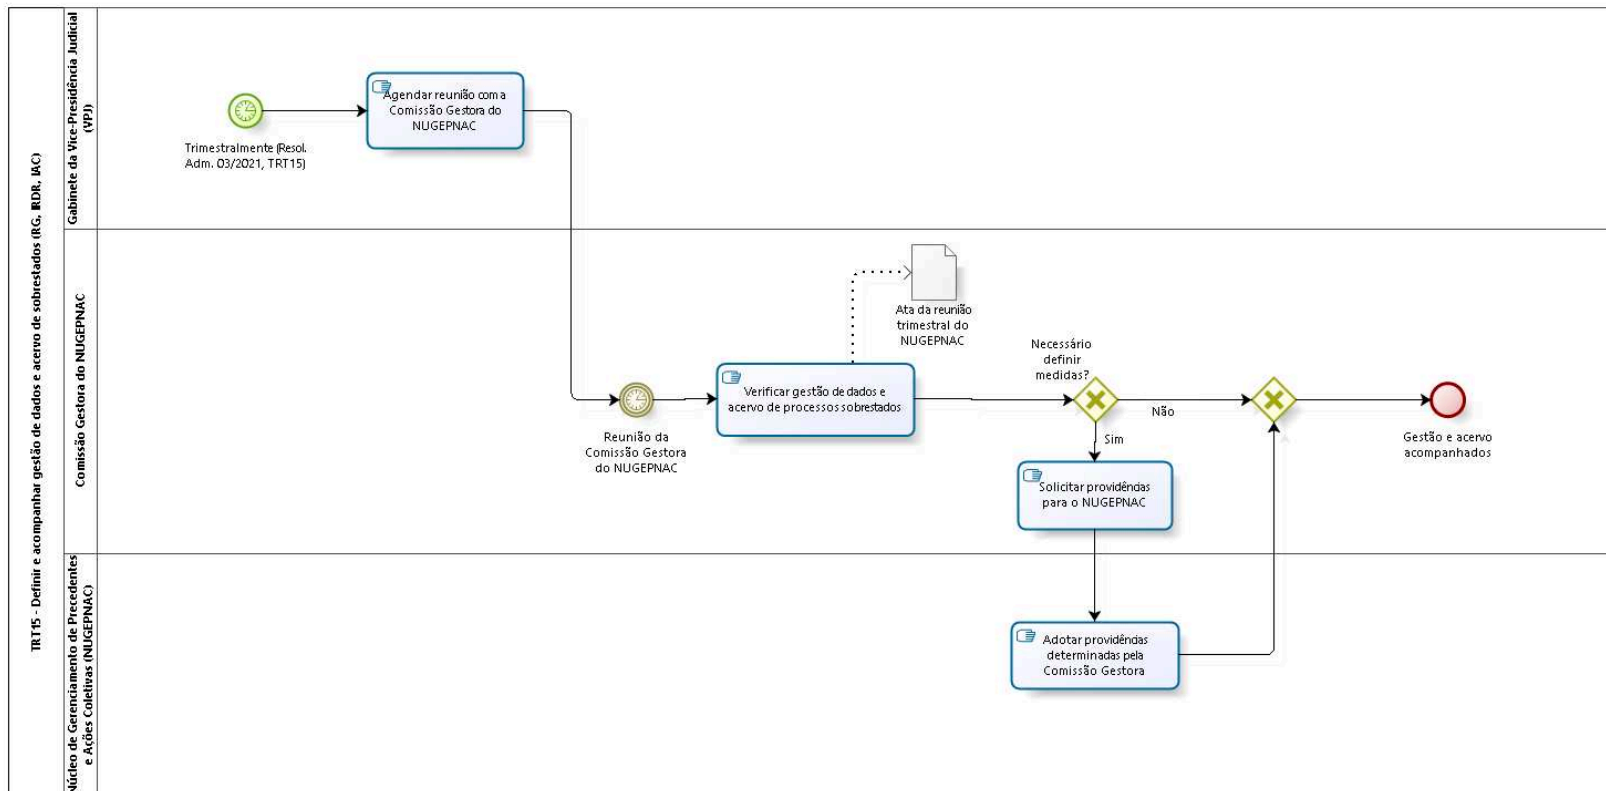 TRT15 - Definir e acompanhar gestão de dados e acervo de sobrestados (RG, IRDR, IAC)
Gabinete da Vice-Presidência Judicial
(VPJ)
Trimestralmente (Resol.
Adm. 03/2021, TRT15)
Agendar reunião com a
Comissão Gestora do
NUGEPNAC
Comissão Gestora do NUGEPNAC
Reunião da
Comissão Gestora
do NUGEPNAC
Verificar gestão de dados e
acervo de processos sobrestados
Ata da reunião
trimestral do
NUGEPNAC
Necessário
definir
medidas?
Não
Sim
Solicitar providências
para o NUGEPNAC
Gestão e acervo
acompanhados
Núcleo de Gerenciamento de Precedentes
e Ações Coletivas (NUGEPNAC)
Adotar providências
determinadas pela
Comissão Gestora